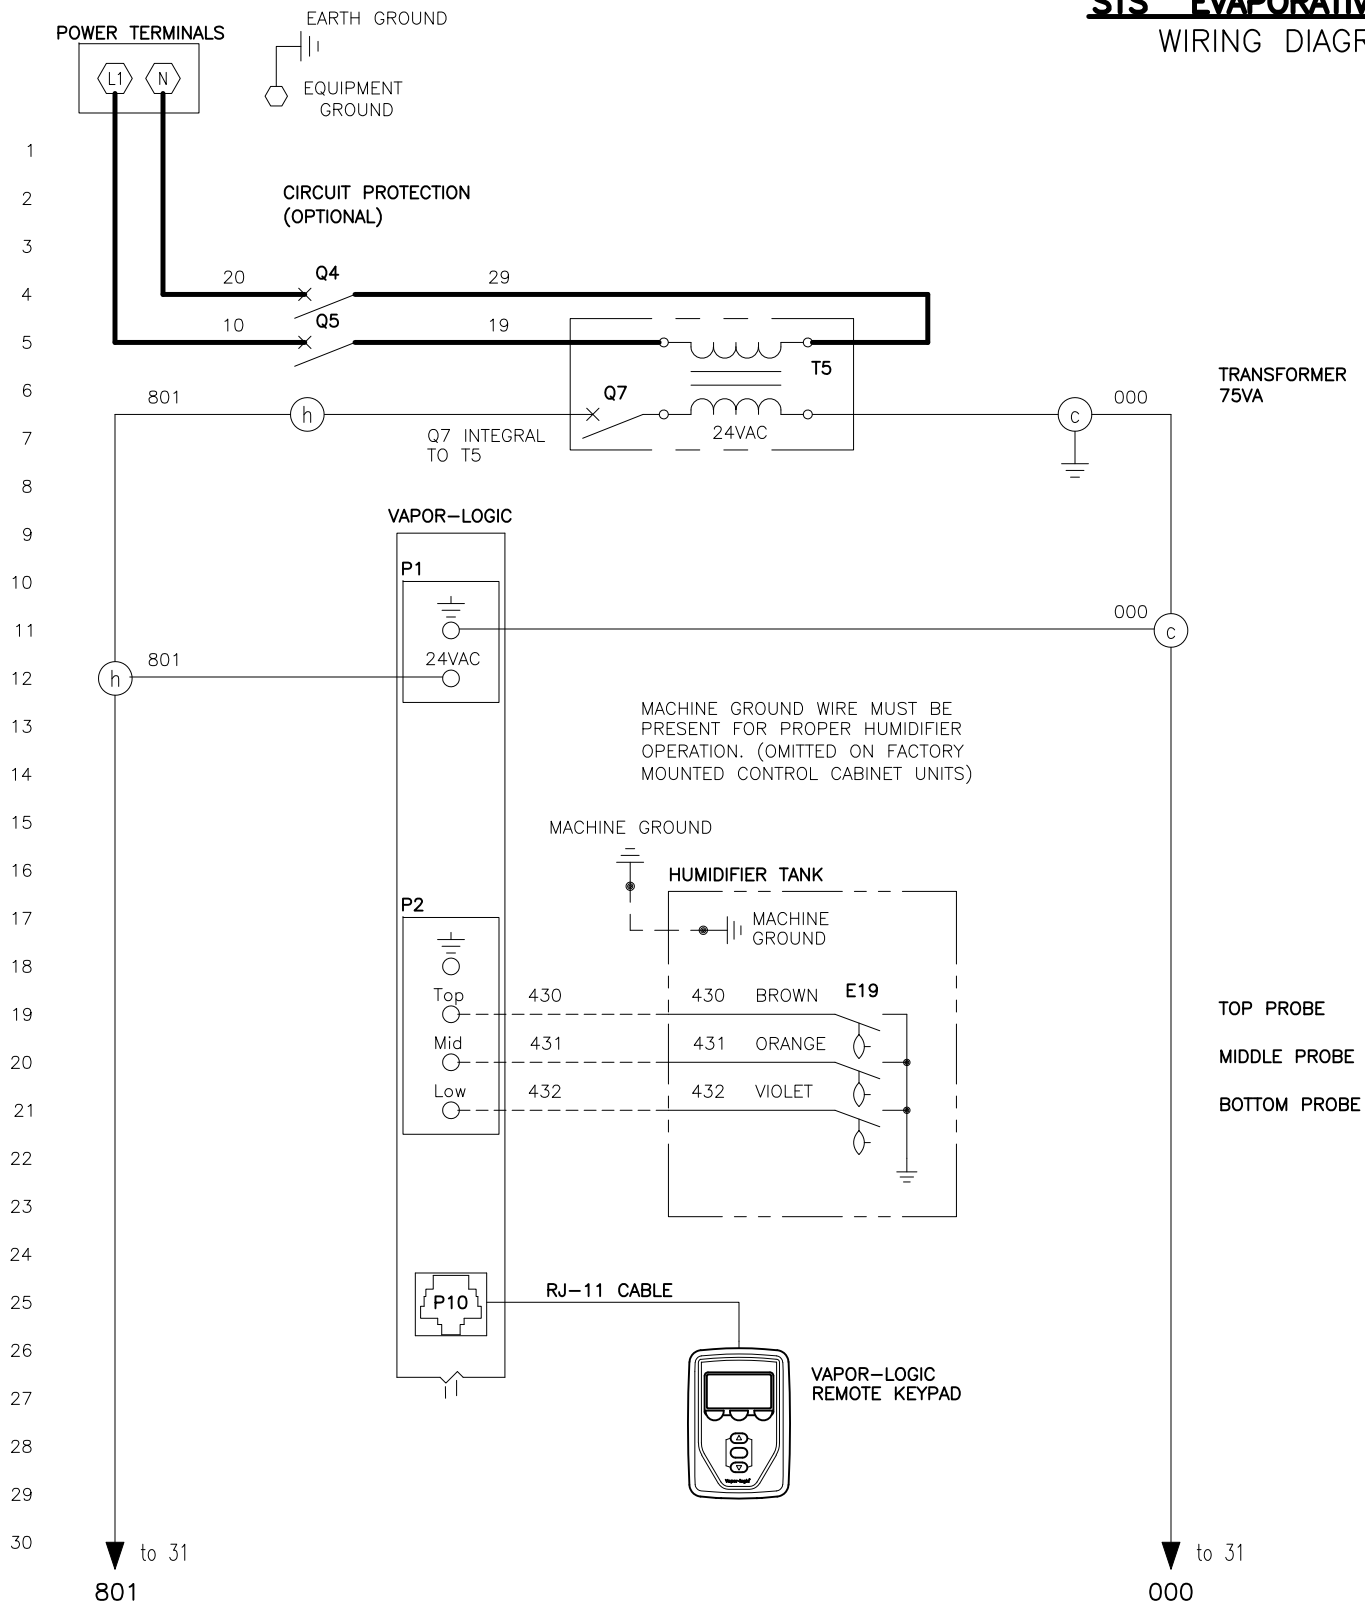 STS EVAPORATIV
WIRING DIAGR
EARTH GROUND
POWER TERMINALS
L1 N
EQUIPMENT
GROUND
1
2
CIRCUIT PROTECTION
(OPTIONAL)
3
4
20 Q4 29
5
10 Q5 19
T5
6
TRANSFORMER
75VA
801 h Q7 c 000
7
Q7 INTEGRAL
TO T5
24VAC
8
VAPOR-LOGIC
9
10
P1
11
000 c
12
h 801 24VAC
13
MACHINE GROUND WIRE MUST BE
PRESENT FOR PROPER HUMIDIFIER
OPERATION. (OMITTED ON FACTORY
MOUNTED CONTROL CABINET UNITS)
14
15
MACHINE GROUND
16
HUMIDIFIER TANK
17
P2
MACHINE
GROUND
18
19
Top 430 430 BROWN E19 TOP PROBE
20
Mid 431 431 ORANGE MIDDLE PROBE
21
Low 432 432 VIOLET BOTTOM PROBE
22
23
24
25
P10 RJ-11 CABLE
26
27
VAPOR-LOGIC
REMOTE KEYPAD
28
29
Vapor-logic
30
to 31 to 31
801 000